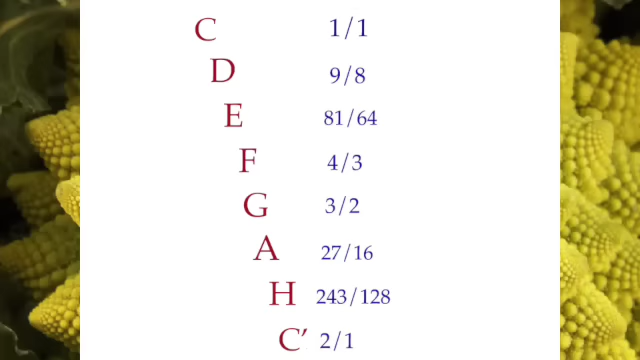 C 1/1
D 9/8
E 81/64
F 4/3
G 3/2
A 27/16
H 243/128
C′ 2/1